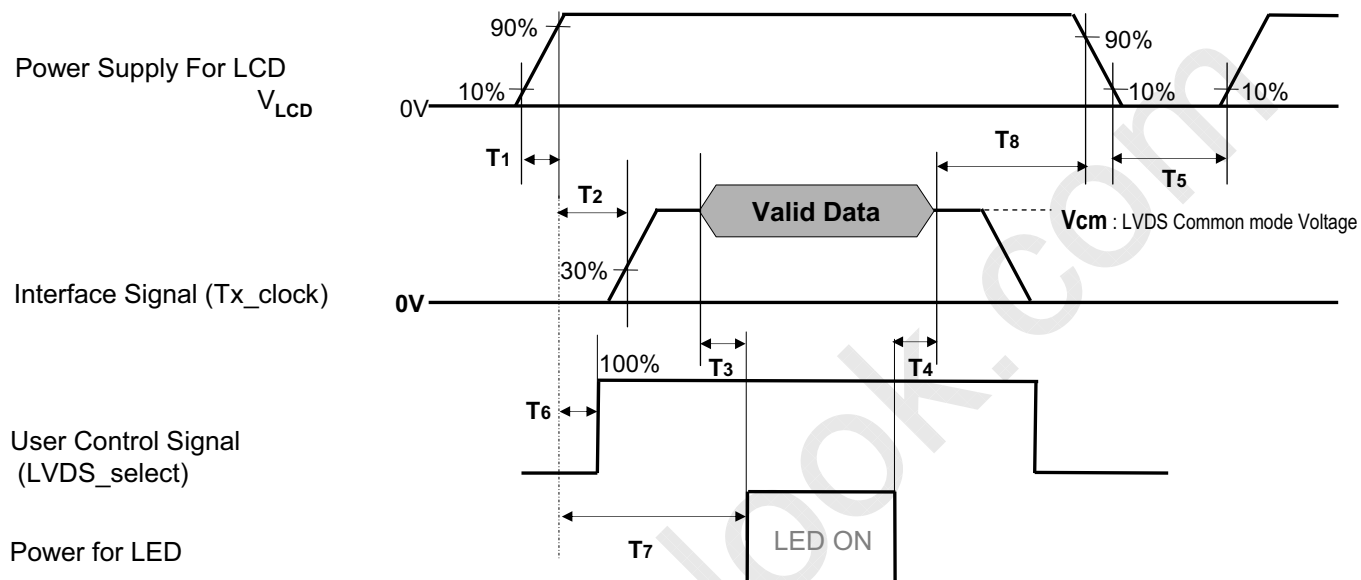 90%
90%
Power Supply For LCD
VLCD
10%
10%
10%
0V
T1
T8
T5
T2
Valid Data
Vcm : LVDS Common mode Voltage
30%
Interface Signal (Tx_clock)
0V
T3
T4
100%
T6
User Control Signal
(LVDS_select)
T7
LED ON
Power for LED
look.com